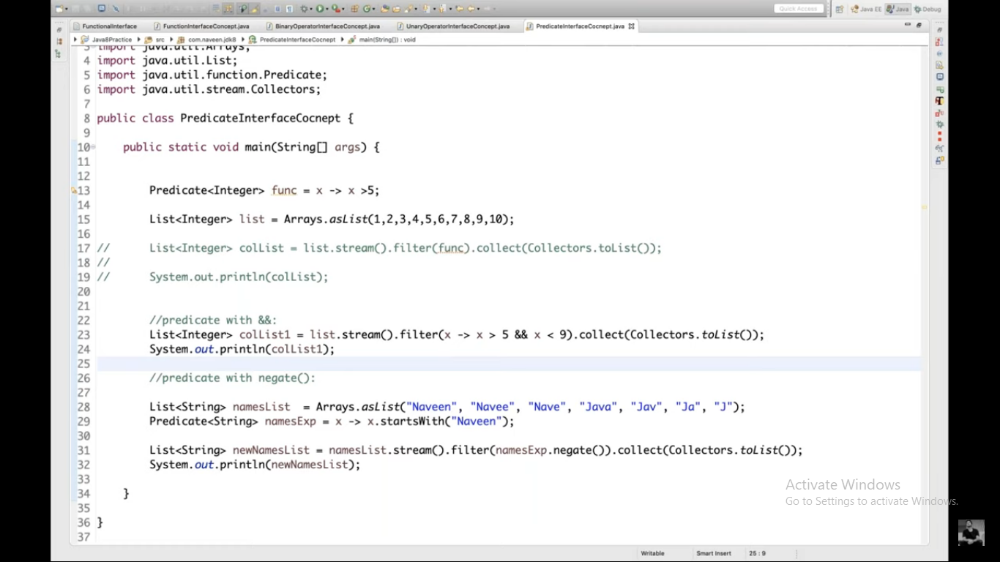 Quick Access
Java EE
Java
Debug
FunctionalInterface
FunctionInterfaceConcept.java
BinaryOperatorInterfaceConcept.java
UnaryOperatorInterfaceConcept.java
PredicateInterfaceCocnept.java
Java8Practice
src
com.naveen.jdk8
PredicateInterfaceCocnept
main(String[]) : void
3 import java.util.Arrays;
4 import java.util.List;
5 import java.util.function.Predicate;
6 import java.util.stream.Collectors;
7
8 public class PredicateInterfaceCocnept {
9
10 public static void main(String[] args) {
11
12
13 Predicate<Integer> func = x -> x >5;
14
15 List<Integer> list = Arrays.asList(1,2,3,4,5,6,7,8,9,10);
16
17 // List<Integer> colList = list.stream().filter(func).collect(Collectors.toList());
18 //
19 // System.out.println(colList);
20
21
22 //predicate with &&:
23 List<Integer> colList1 = list.stream().filter(x -> x > 5 && x < 9).collect(Collectors.toList());
24 System.out.println(colList1);
25
26 //predicate with negate():
27
28 List<String> namesList = Arrays.asList("Naveen", "Navee", "Nave", "Java", "Jav", "Ja", "J");
29 Predicate<String> namesExp = x -> x.startsWith("Naveen");
30
31 List<String> newNamesList = namesList.stream().filter(namesExp.negate()).collect(Collectors.toList());
32 System.out.println(newNamesList);
33
34 }
35
36 }
37
Activate Windows
Go to Settings to activate Windows.
Writable
Smart Insert
25 : 9